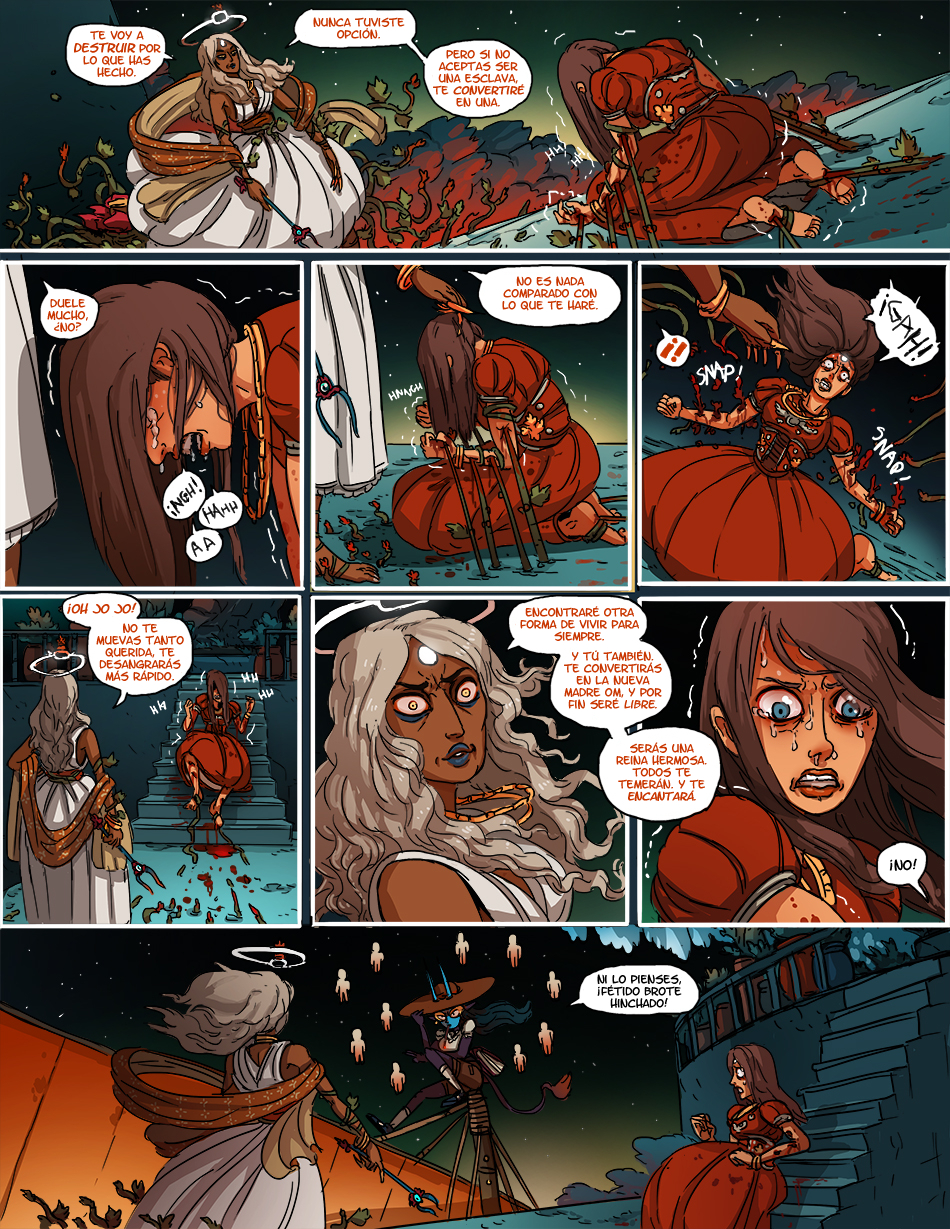 TE VOY A
DESTRUIR POR
LO QUE HAS
HECHO.
NUNCA TUVISTE
OPCIÓN.
PERO SI NO
ACEPTAS SER
UNA ESCLAVA,
TE CONVERTIRÉ
EN UNA.
HH
HH
DUELE
MUCHO,
¿NO?
¡NGH!
HAHH
AA
NO ES NADA
COMPARADO CON
LO QUE TE HARÉ.
HNNGH
¡!
SNAP!
¡GAH!
SNAP!
¡OH JO JO!
NO TE
MUEVAS TANTO
QUERIDA, TE
DESANGRARÁS
MÁS RÁPIDO.
HH
HH
HH
ENCONTRARÉ OTRA
FORMA DE VIVIR PARA
SIEMPRE.
Y TÚ TAMBIÉN.
TE CONVERTIRÁS
EN LA NUEVA
MADRE OM, Y POR
FIN SERÉ LIBRE.
SERÁS UNA
REINA HERMOSA.
TODOS TE
TEMERÁN. Y TE
ENCANTARÁ.
¡NO!
NI LO PIENSES,
¡FÉTIDO BROTE
HINCHADO!